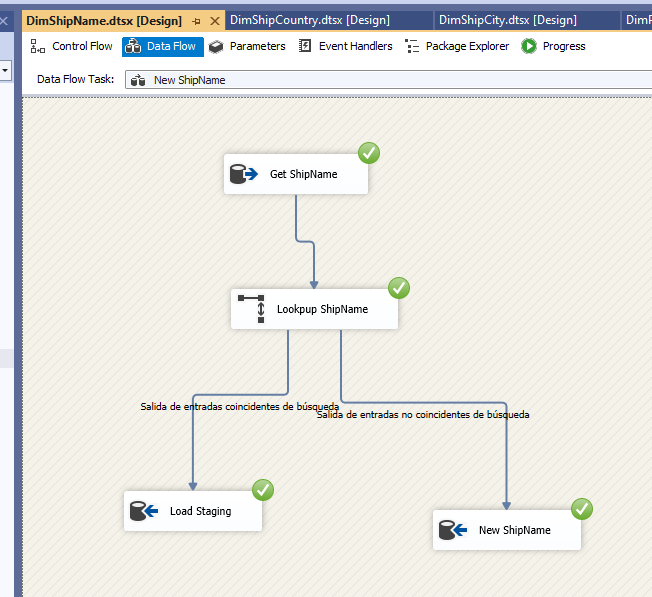 DimShipName.dtsx [Design]
DimShipCountry.dtsx [Design]
DimShipCity.dtsx [Design]
DimP
Control Flow
Data Flow
Parameters
Event Handlers
Package Explorer
Progress
Data Flow Task:
New ShipName
Get ShipName
Lookpup ShipName
Salida de entradas coincidentes de búsqueda
Salida de entradas no coincidentes de búsqueda
Load Staging
New ShipName